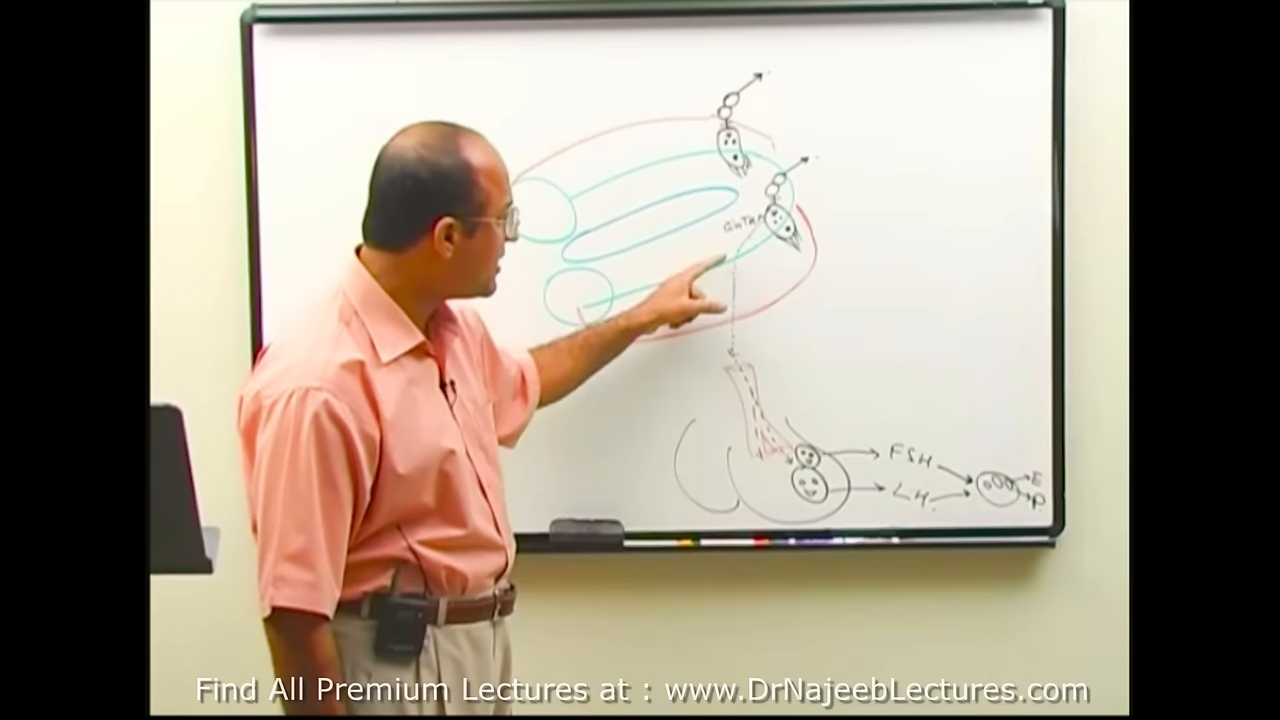 GnRH
FSH
LH
E
P
Find All Premium Lectures at : www.DrNajeebLectures.com